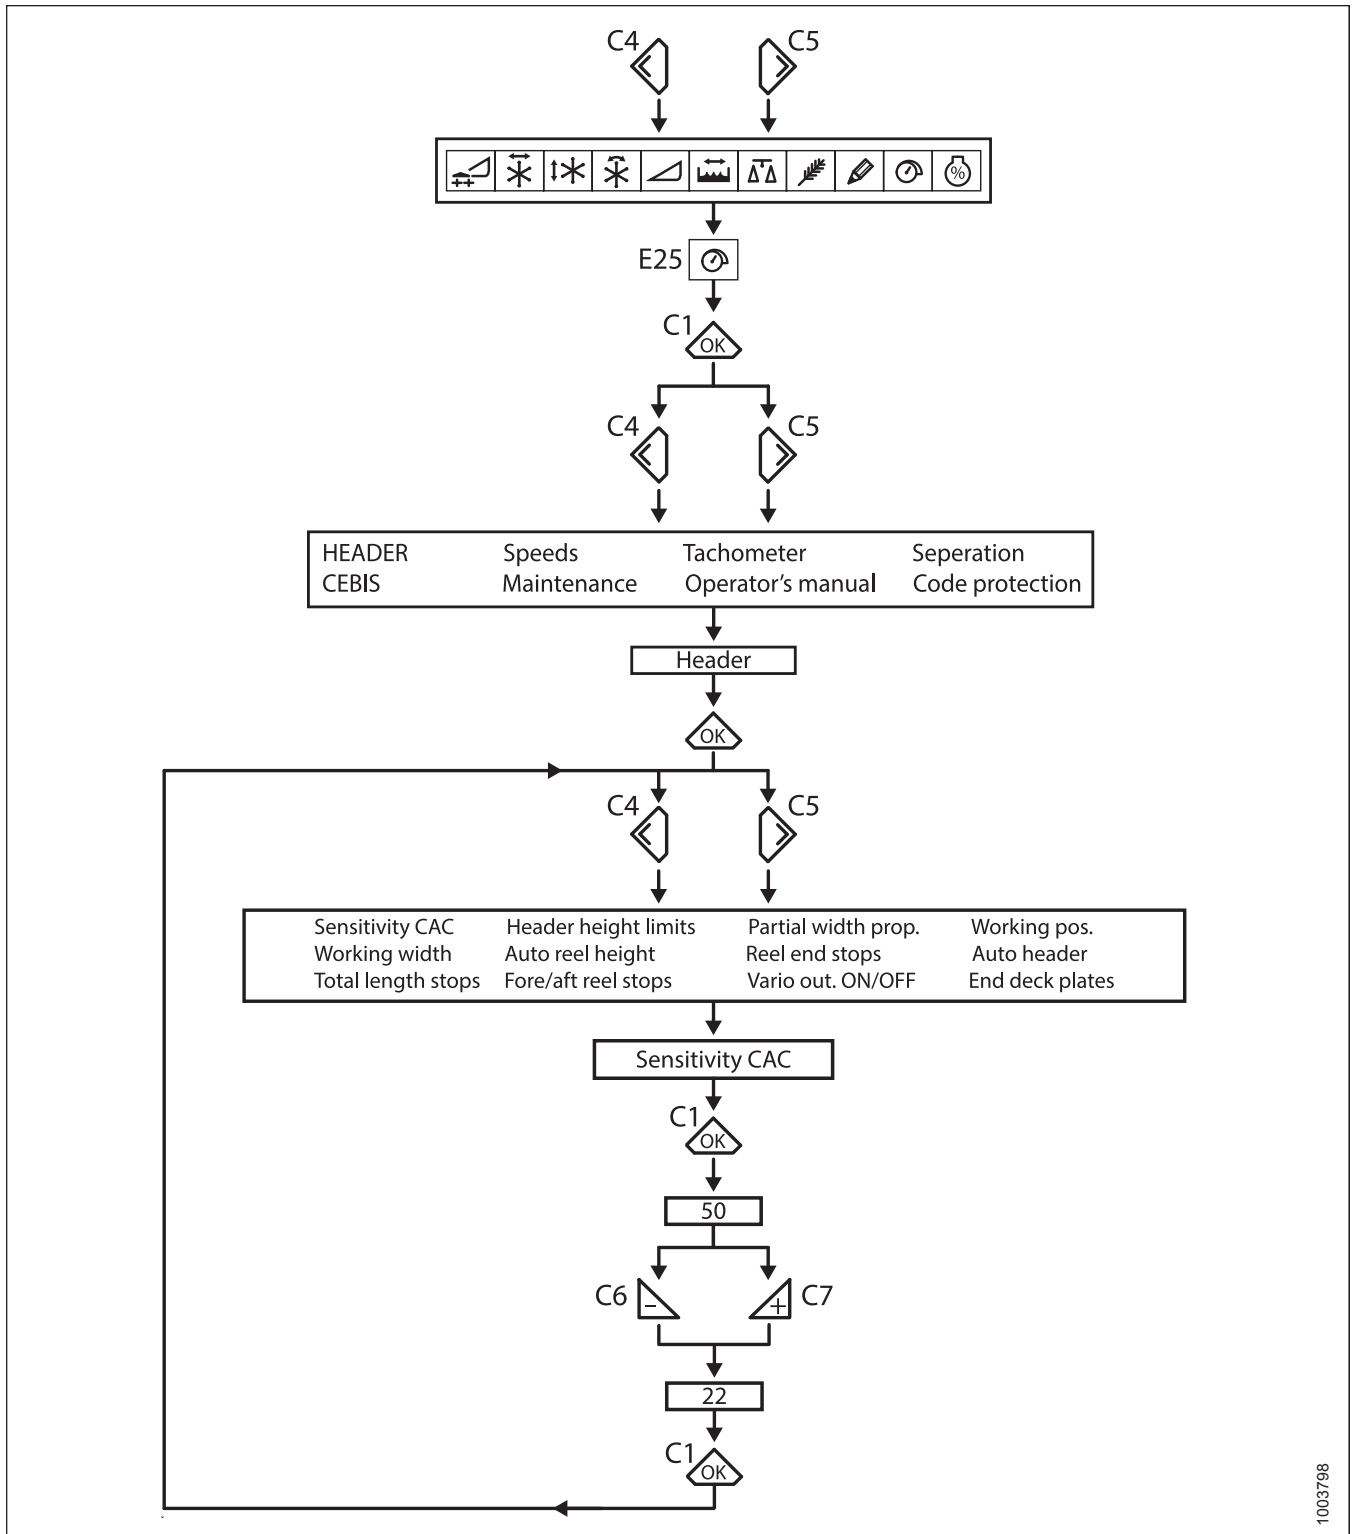 C4 C5
%
E25
C1
OK
C4 C5
HEADER Speeds Tachometer Seperation
CEBIS Maintenance Operator's manual Code protection
Header
OK
C4 C5
Sensitivity CAC Header height limits Partial width prop. Working pos.
Working width Auto reel height Reel end stops Auto header
Total length stops Fore/aft reel stops Vario out. ON/OFF End deck plates
Sensitivity CAC
C1
OK
50
C6 - + C7
22
C1
OK
1003798